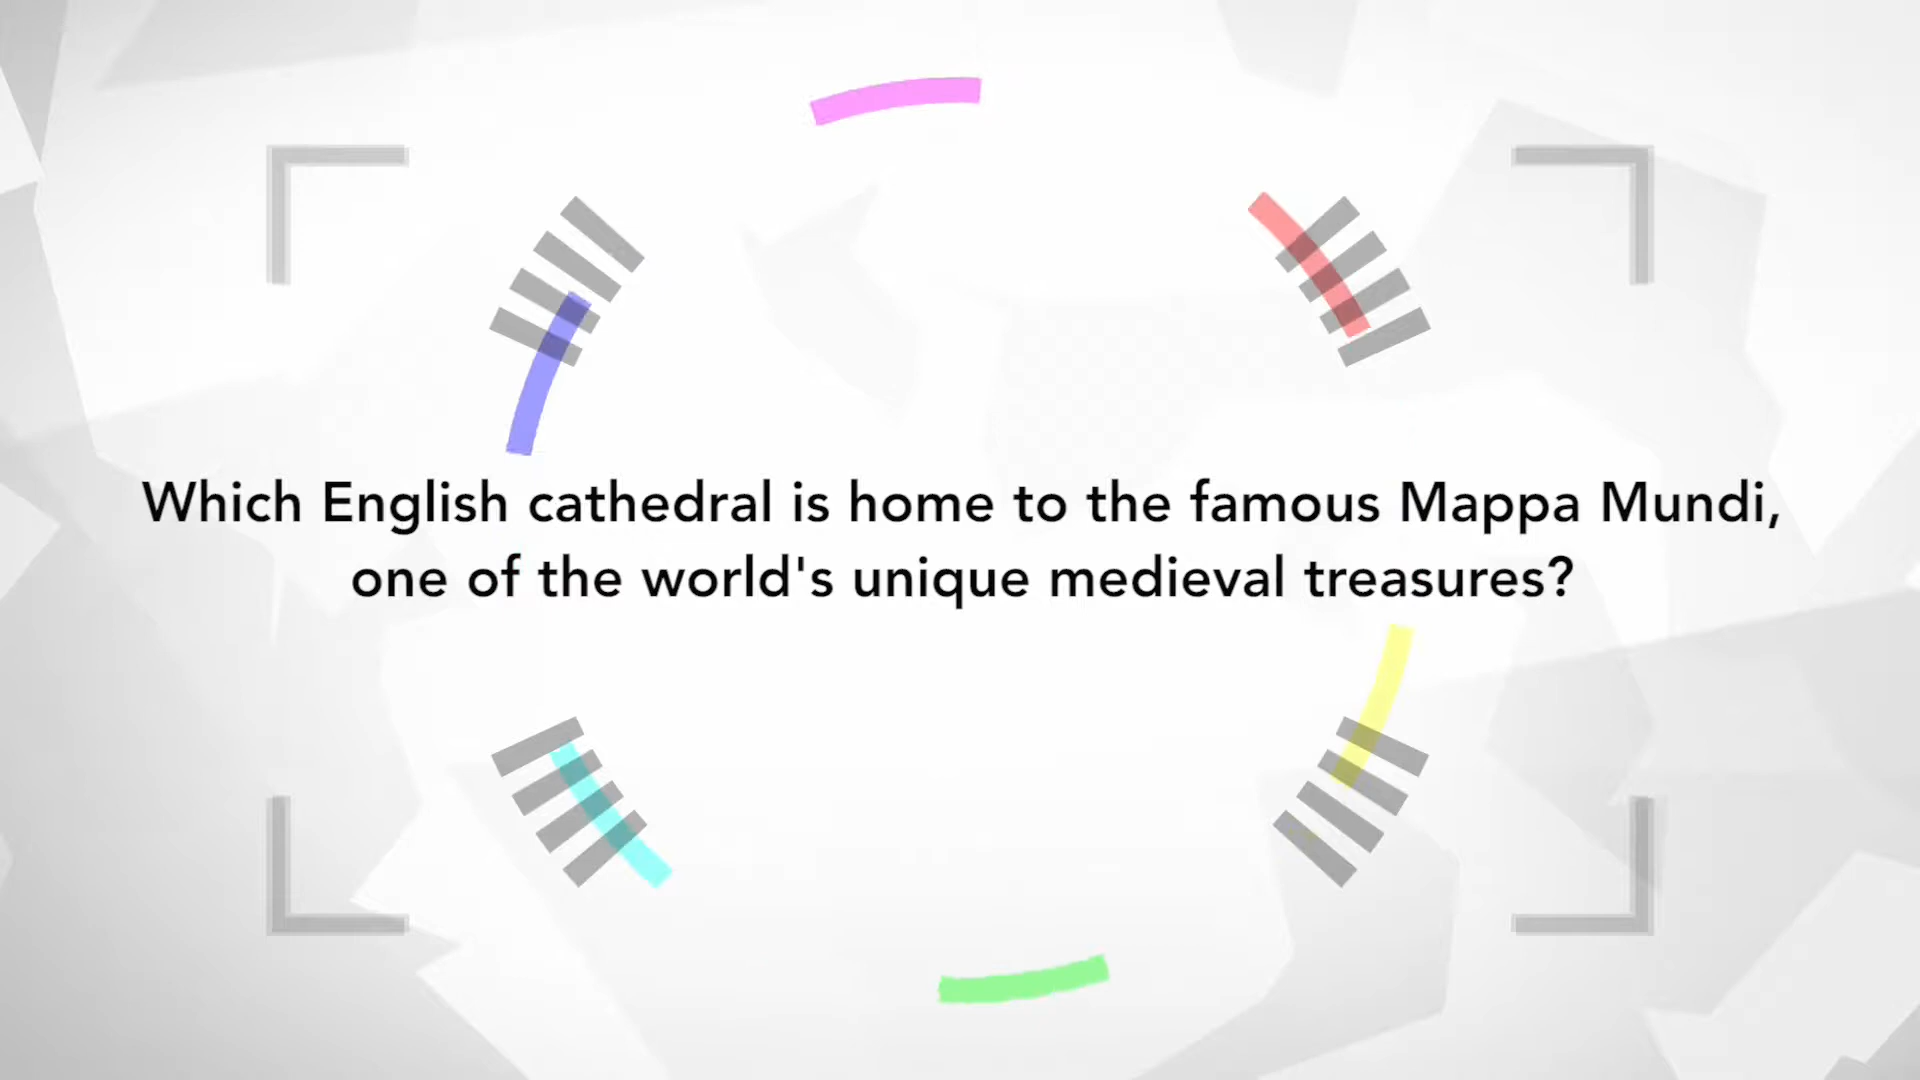 Which English cathedral is home to the famous Mappa Mundi,
one of the world's unique medieval treasures?